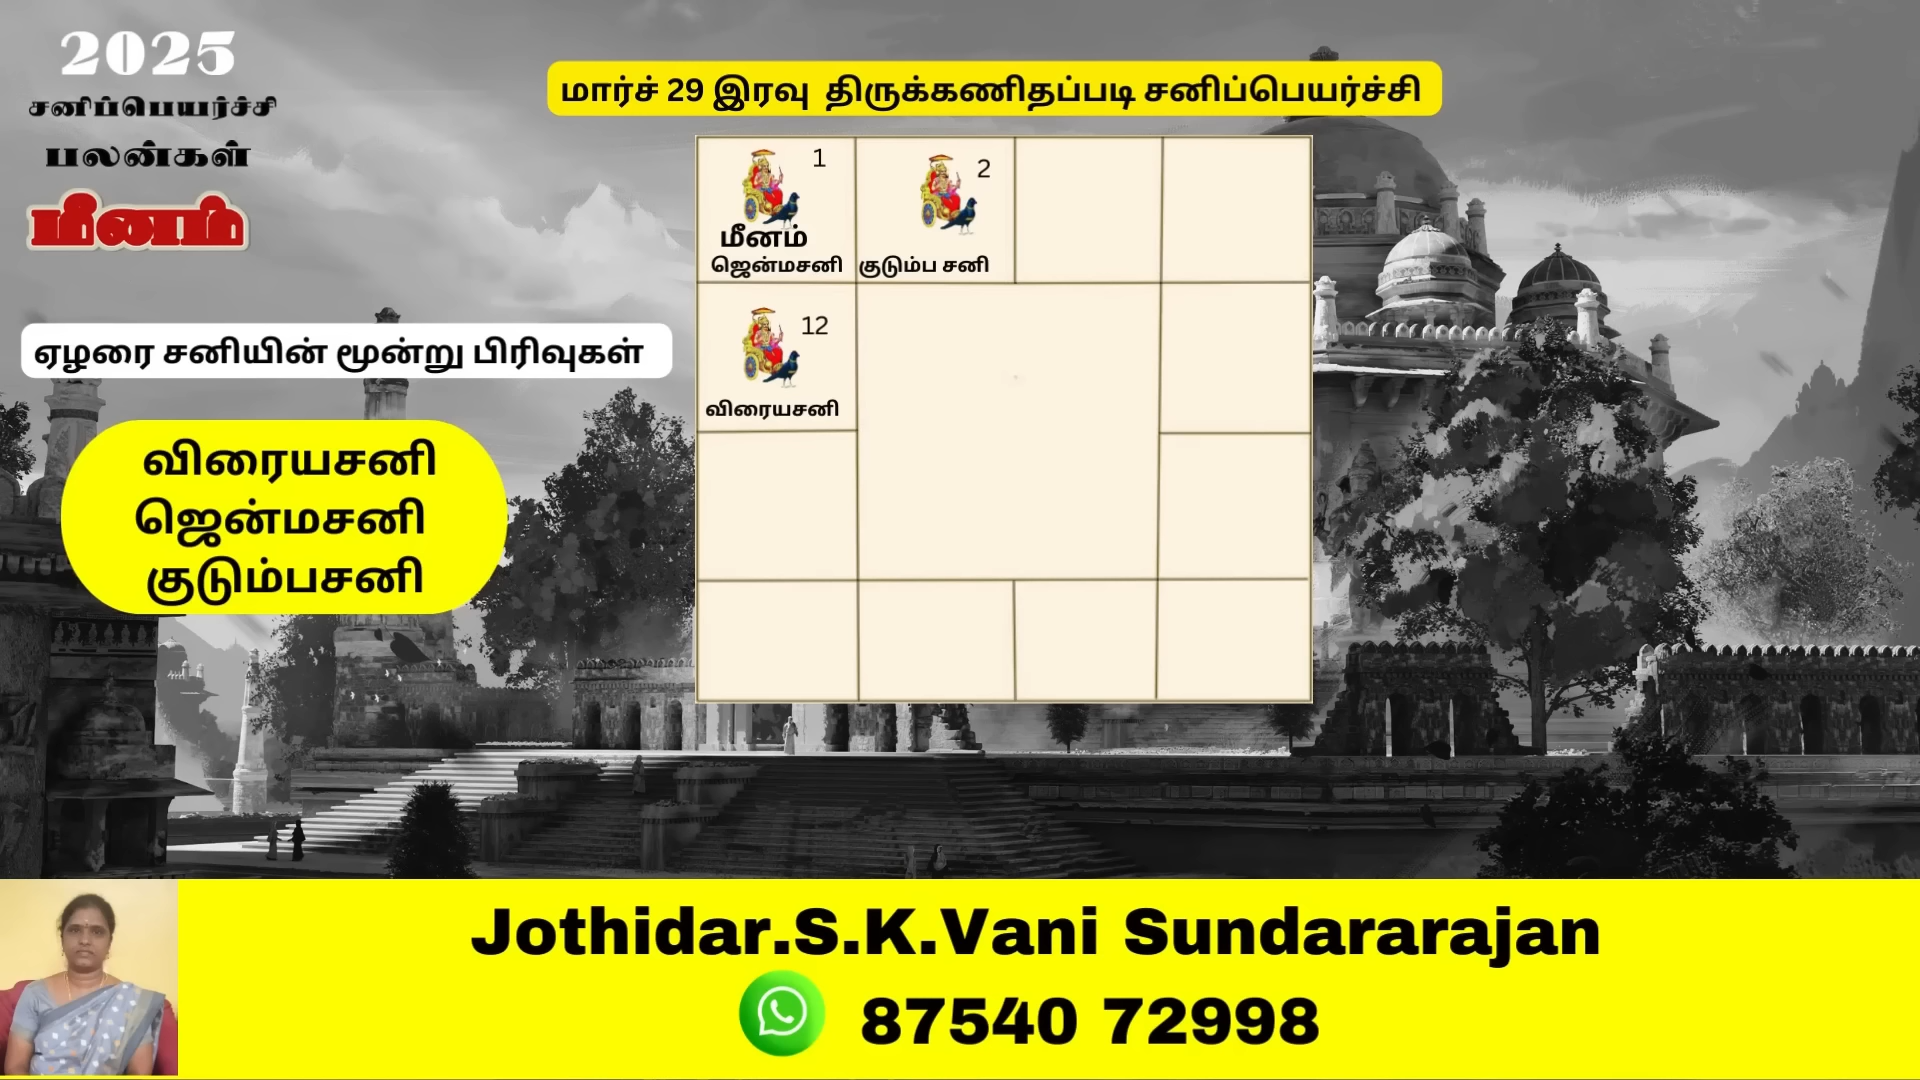 2025
சனிப்பெயர்ச்சி
பலன்கள்
மீனம்
மார்ச் 29 இரவு திருக்கணிதப்படி சனிப்பெயர்ச்சி
1
மீனம்
ஜென்மசனி
2
குடும்ப சனி
12
விரையசனி
ஏழரை சனியின் மூன்று பிரிவுகள்
விரையசனி
ஜென்மசனி
குடும்பசனி
Jothidar.S.K.Vani Sundararajan
87540 72998